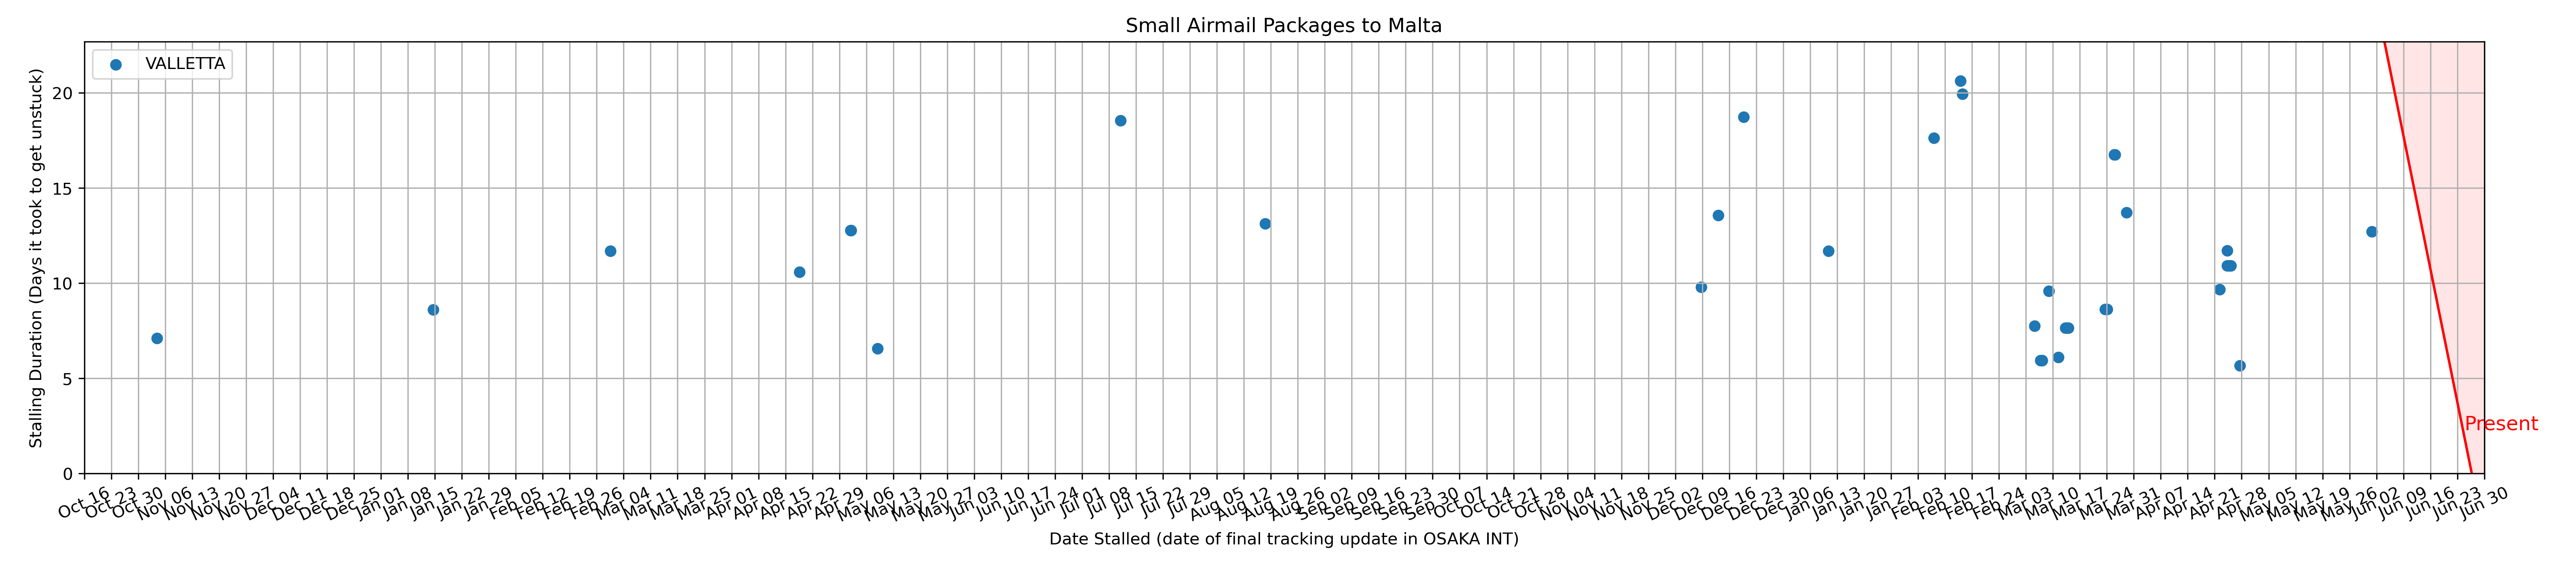 Small Airmail Packages to Malta
VALLETTA
Stalling Duration (Days it took to get unstuck)
20
15
10
5
0
Present
Oct 16
Oct 23
Oct 30
Nov 06
Nov 13
Nov 20
Nov 27
Dec 04
Dec 11
Dec 18
Dec 25
Jan 01
Jan 08
Jan 15
Jan 22
Jan 29
Feb 05
Feb 12
Feb 19
Feb 26
Mar 04
Mar 11
Mar 18
Mar 25
Apr 01
Apr 08
Apr 15
Apr 22
Apr 29
May 06
May 13
May 20
May 27
Jun 03
Jun 10
Jun 17
Jun 24
Jul 01
Jul 08
Jul 15
Jul 22
Jul 29
Aug 05
Aug 12
Aug 19
Aug 26
Sep 02
Sep 09
Sep 16
Sep 23
Sep 30
Oct 07
Oct 14
Oct 21
Oct 28
Nov 04
Nov 11
Nov 18
Nov 25
Dec 02
Dec 09
Dec 16
Dec 23
Dec 30
Jan 06
Jan 13
Jan 20
Jan 27
Feb 03
Feb 10
Feb 17
Feb 24
Mar 03
Mar 10
Mar 17
Mar 24
Mar 31
Apr 07
Apr 14
Apr 21
Apr 28
May 05
May 12
May 19
May 26
Jun 02
Jun 09
Jun 16
Jun 23
Jun 30
Date Stalled (date of final tracking update in OSAKA INT)